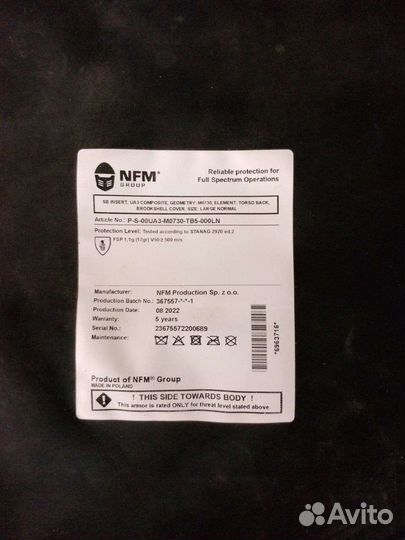 NFM®
GROUP
Reliable protection for
Full Spectrum Operations
SB INSERT, UA3 COMPOSITE, GEOMETRY: M0730, ELEMENT: TORSO BACK,
BROOKSHELL COVER, SIZE: LARGE NORMAL
Article No.: P-S-00UA3-M0730-TB5-000LN
Protection Level: Tested according to STANAG 2920 ed.2
FSP 1,1g (17gr) V50 ≥ 500 m/s
Manufacturer: NFM Production Sp. z o.o.
Production Batch No.: 367557-*-*-1
Production Date: 08 2022
Warranty: 5 years
Serial No.: 23675572200689
Maintenance:
*6963716*
Product of NFM® Group
MADE IN POLAND
! THIS SIDE TOWARDS BODY !
This armor is rated ONLY for threat level stated above
Avito